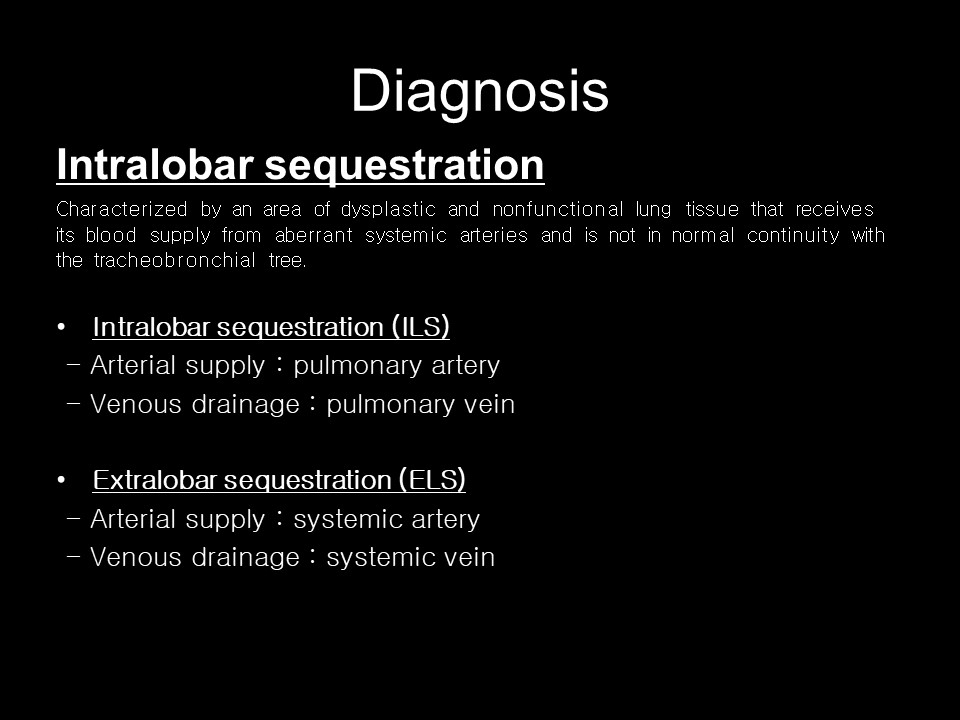 Diagnosis
Intralobar sequestration
Characterized by an area of dysplastic and nonfunctional lung tissue that receives
its blood supply from aberrant systemic arteries and is not in normal continuity with
the tracheobronchial tree.
• Intralobar sequestration (ILS)
- Arterial supply : pulmonary artery
- Venous drainage : pulmonary vein
• Extralobar sequestration (ELS)
- Arterial supply : systemic artery
- Venous drainage : systemic vein